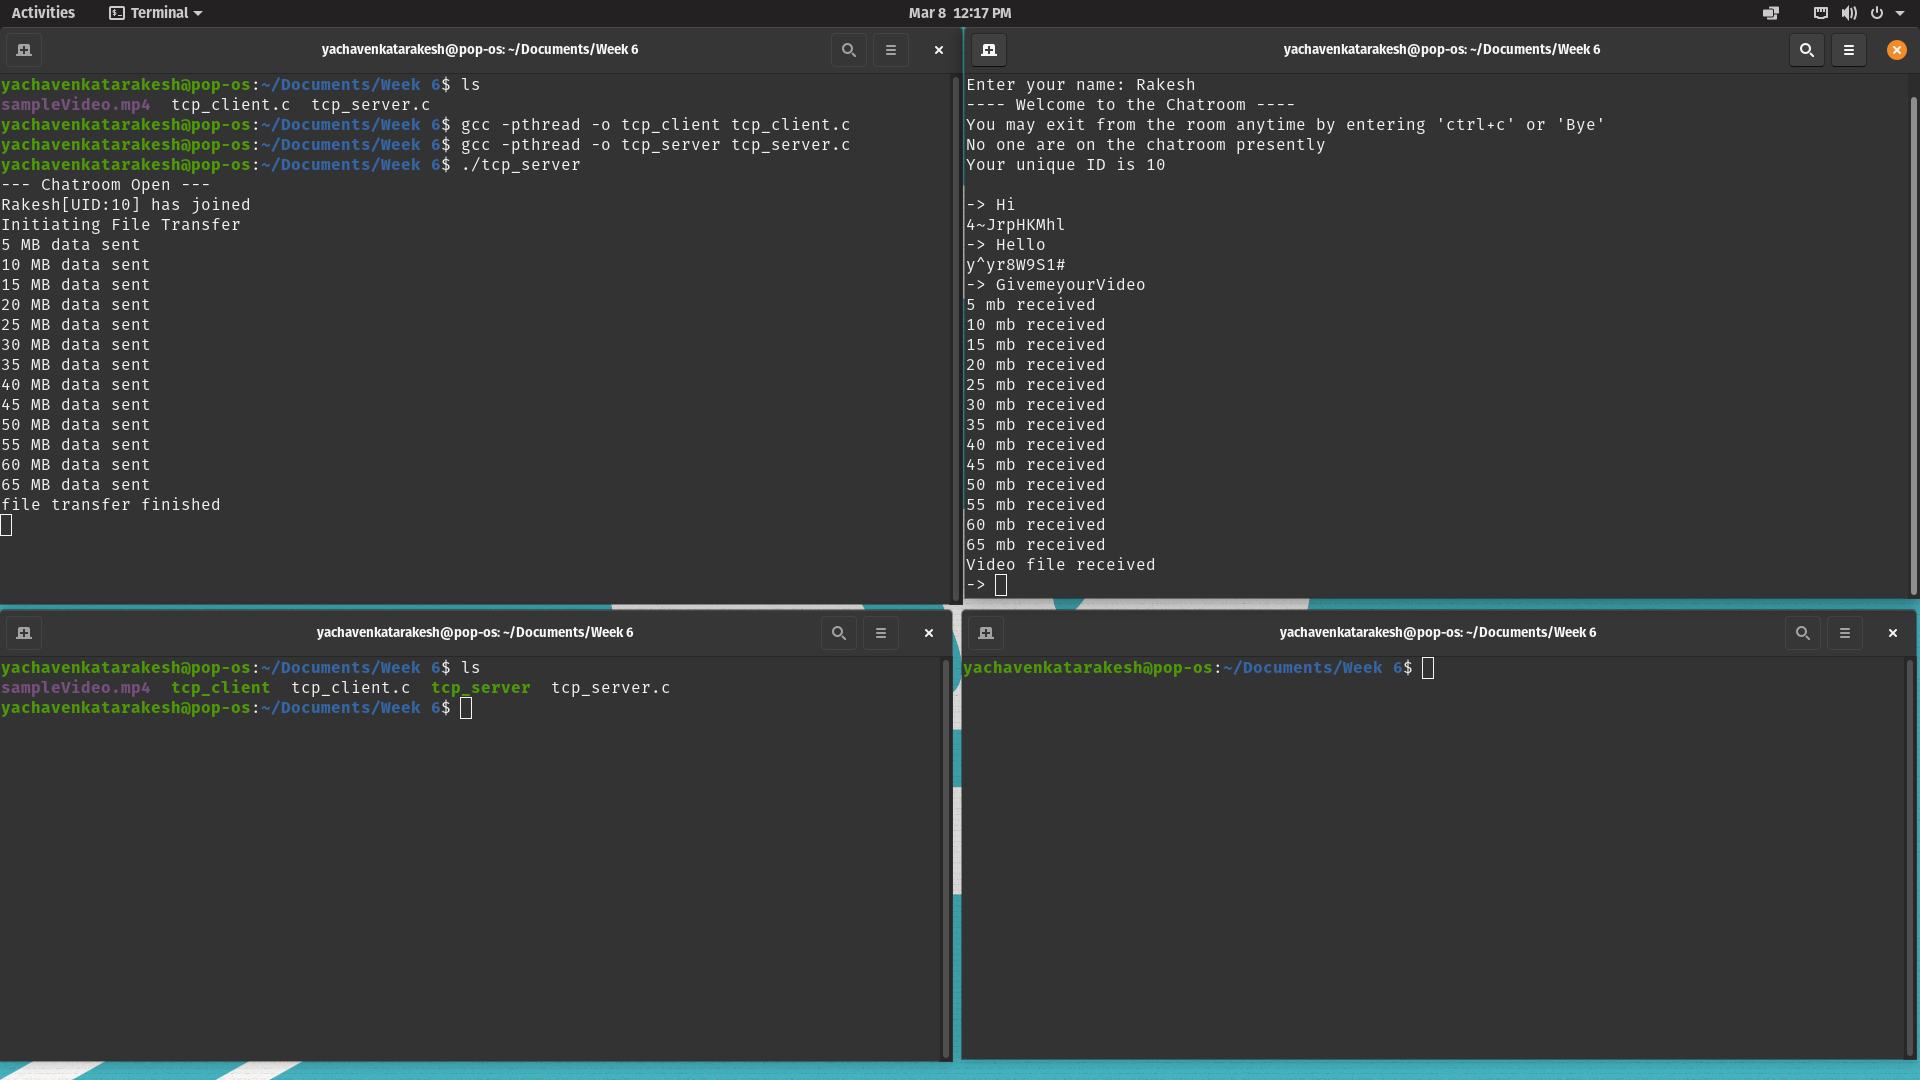 Activities Terminal Mar 8 12:17 PM
yachavenkatarakesh@pop-os: ~/Documents/Week 6
yachavenkatarakesh@pop-os:~/Documents/Week 6$ ls
sampleVideo.mp4 tcp_client.c tcp_server.c
yachavenkatarakesh@pop-os:~/Documents/Week 6$ gcc -pthread -o tcp_client tcp_client.c
yachavenkatarakesh@pop-os:~/Documents/Week 6$ gcc -pthread -o tcp_server tcp_server.c
yachavenkatarakesh@pop-os:~/Documents/Week 6$ ./tcp_server
--- Chatroom Open ---
Rakesh[UID:10] has joined
Initiating File Transfer
5 MB data sent
10 MB data sent
15 MB data sent
20 MB data sent
25 MB data sent
30 MB data sent
35 MB data sent
40 MB data sent
45 MB data sent
50 MB data sent
55 MB data sent
60 MB data sent
65 MB data sent
file transfer finished
yachavenkatarakesh@pop-os: ~/Documents/Week 6
Enter your name: Rakesh
---- Welcome to the Chatroom ----
You may exit from the room anytime by entering 'ctrl+c' or 'Bye'
No one are on the chatroom presently
Your unique ID is 10
-> Hi
4~JrpHKMhl
-> Hello
y^yr8W9S1#
-> GivemeyourVideo
5 mb received
10 mb received
15 mb received
20 mb received
25 mb received
30 mb received
35 mb received
40 mb received
45 mb received
50 mb received
55 mb received
60 mb received
65 mb received
Video file received
->
yachavenkatarakesh@pop-os: ~/Documents/Week 6
yachavenkatarakesh@pop-os:~/Documents/Week 6$ ls
sampleVideo.mp4 tcp_client tcp_client.c tcp_server tcp_server.c
yachavenkatarakesh@pop-os:~/Documents/Week 6$
yachavenkatarakesh@pop-os: ~/Documents/Week 6
yachavenkatarakesh@pop-os:~/Documents/Week 6$